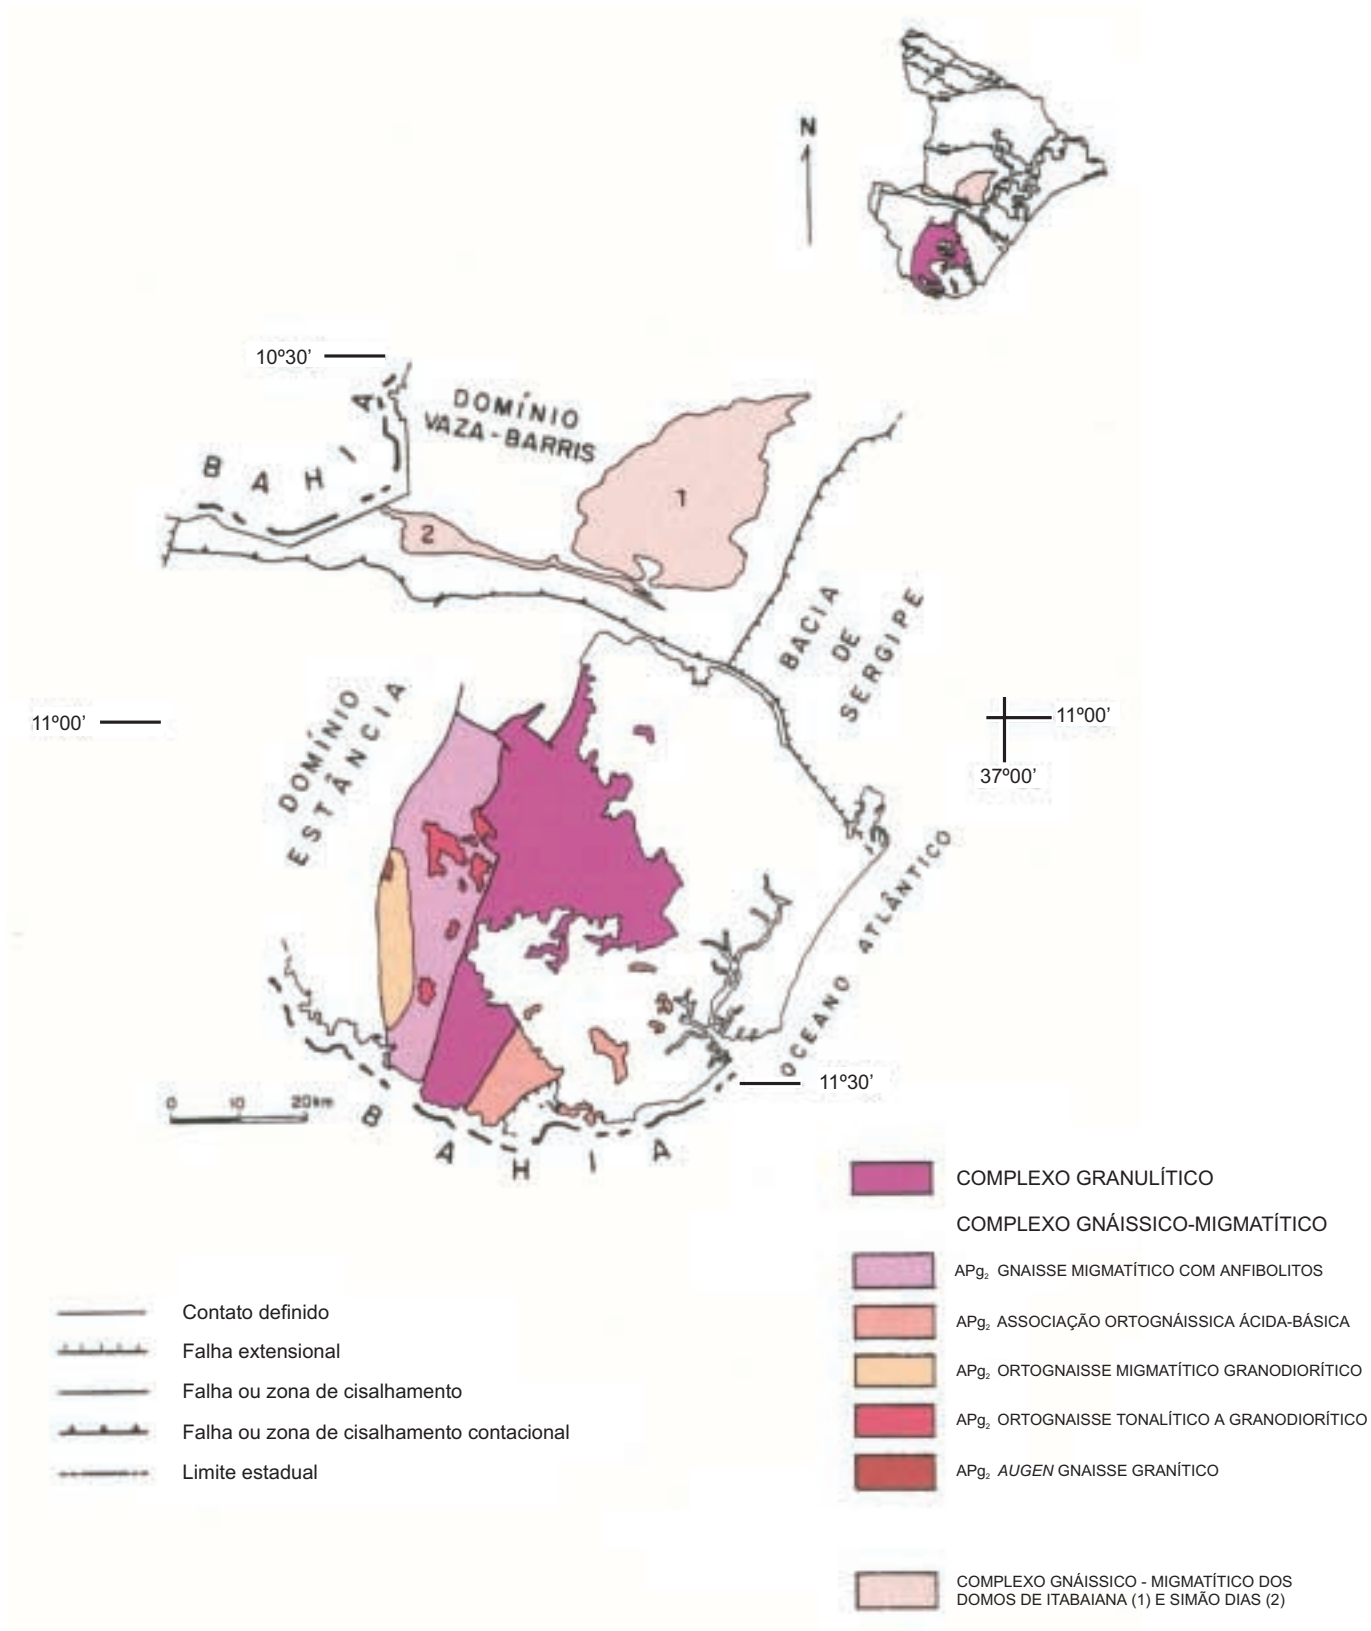 N
10º30'
DOMÍNIO
VAZA-BARRIS
BAHIA
1
2
BACIA
DE
SERGIPE
DOMÍNIO
ESTÂNCIA
11º00'
11º00'
37º00'
OCEANO ATLÂNTICO
11º30'
0 10 20km
BAHIA
COMPLEXO GRANULÍTICO
COMPLEXO GNÁISSICO-MIGMATÍTICO
APg₂ GNAISSE MIGMATÍTICO COM ANFIBOLITOS
APg₂ ASSOCIAÇÃO ORTOGNÁISSICA ÁCIDA-BÁSICA
APg₂ ORTOGNAISSE MIGMATÍTICO GRANODIORÍTICO
APg₂ ORTOGNAISSE TONALÍTICO A GRANODIORÍTICO
APg₂ AUGEN GNAISSE GRANÍTICO
COMPLEXO GNÁISSICO - MIGMATÍTICO DOS
DOMOS DE ITABAIANA (1) E SIMÃO DIAS (2)
Contato definido
Falha extensional
Falha ou zona de cisalhamento
Falha ou zona de cisalhamento contacional
Limite estadual